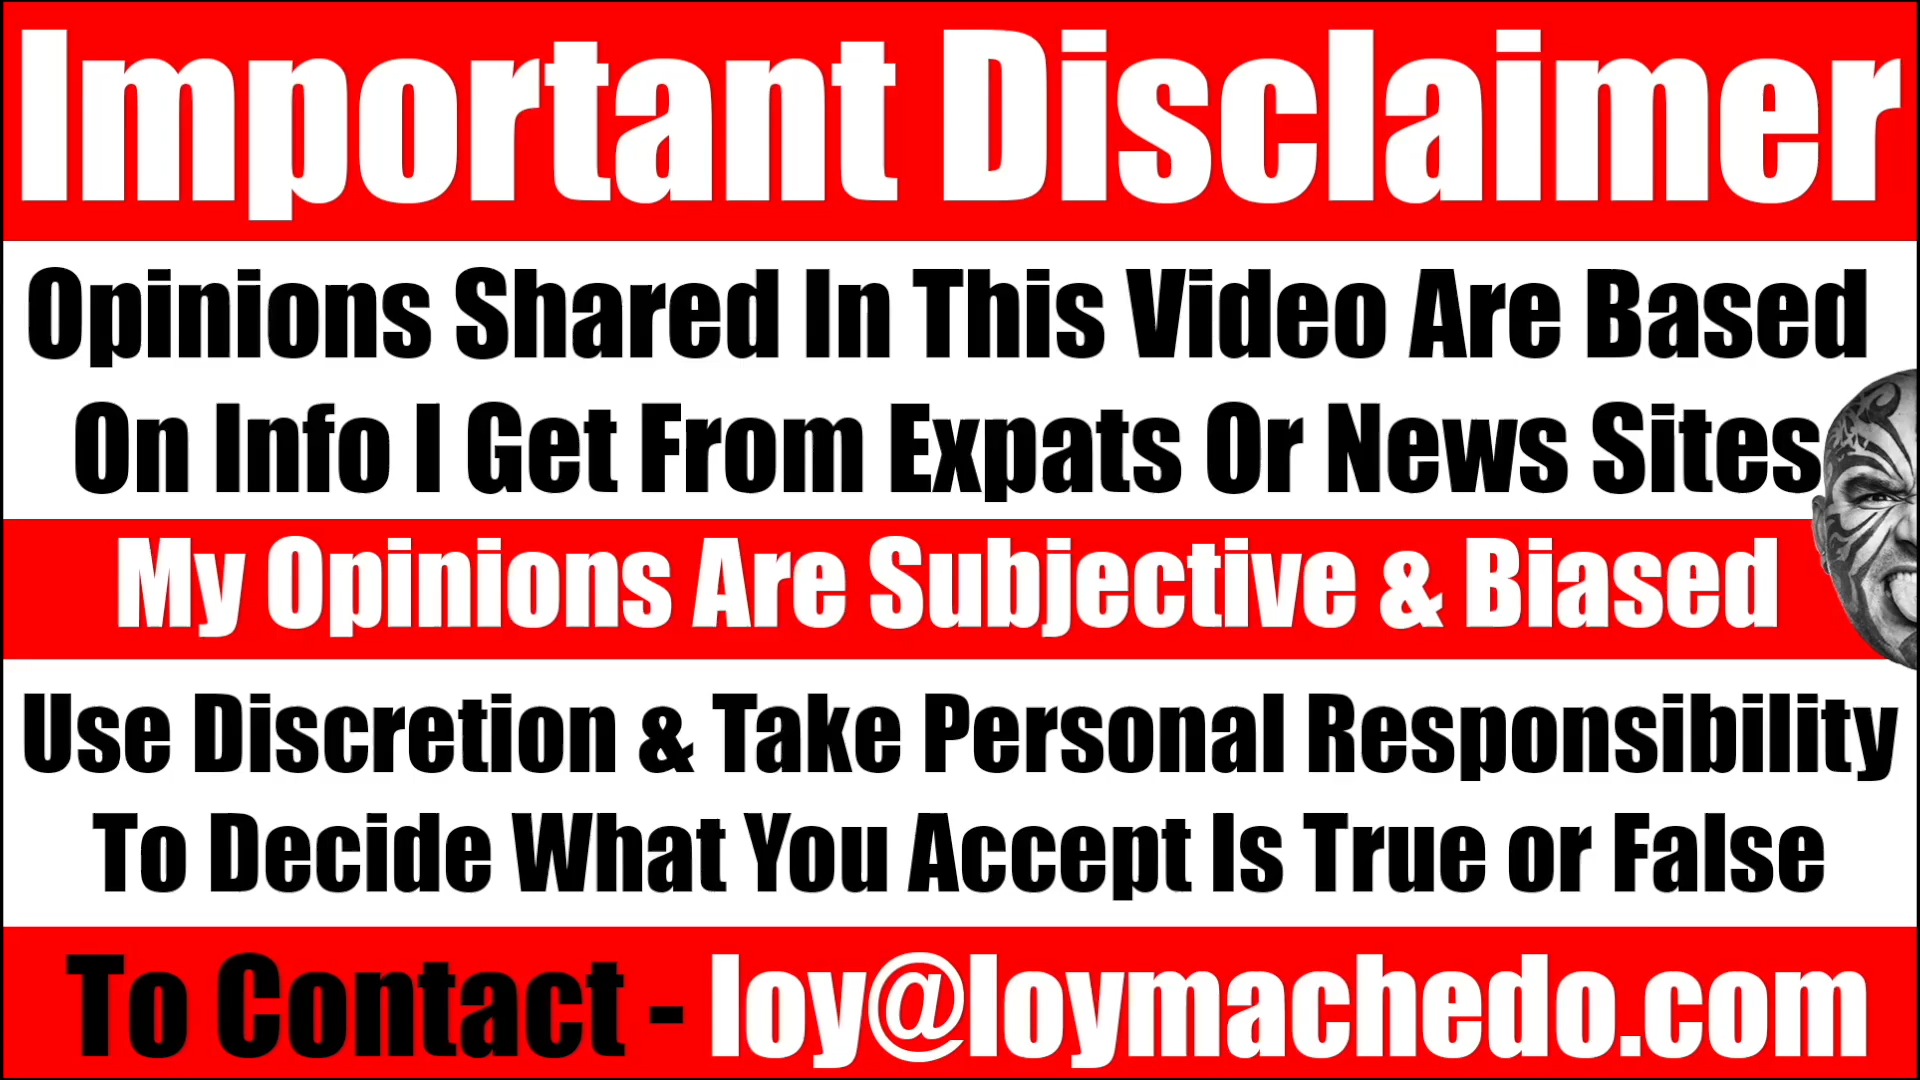 Important Disclaimer
Opinions Shared In This Video Are Based
On Info I Get From Expats Or News Sites
My Opinions Are Subjective & Biased
Use Discretion & Take Personal Responsibility
To Decide What You Accept Is True or False
To Contact - loy@loymachedo.com